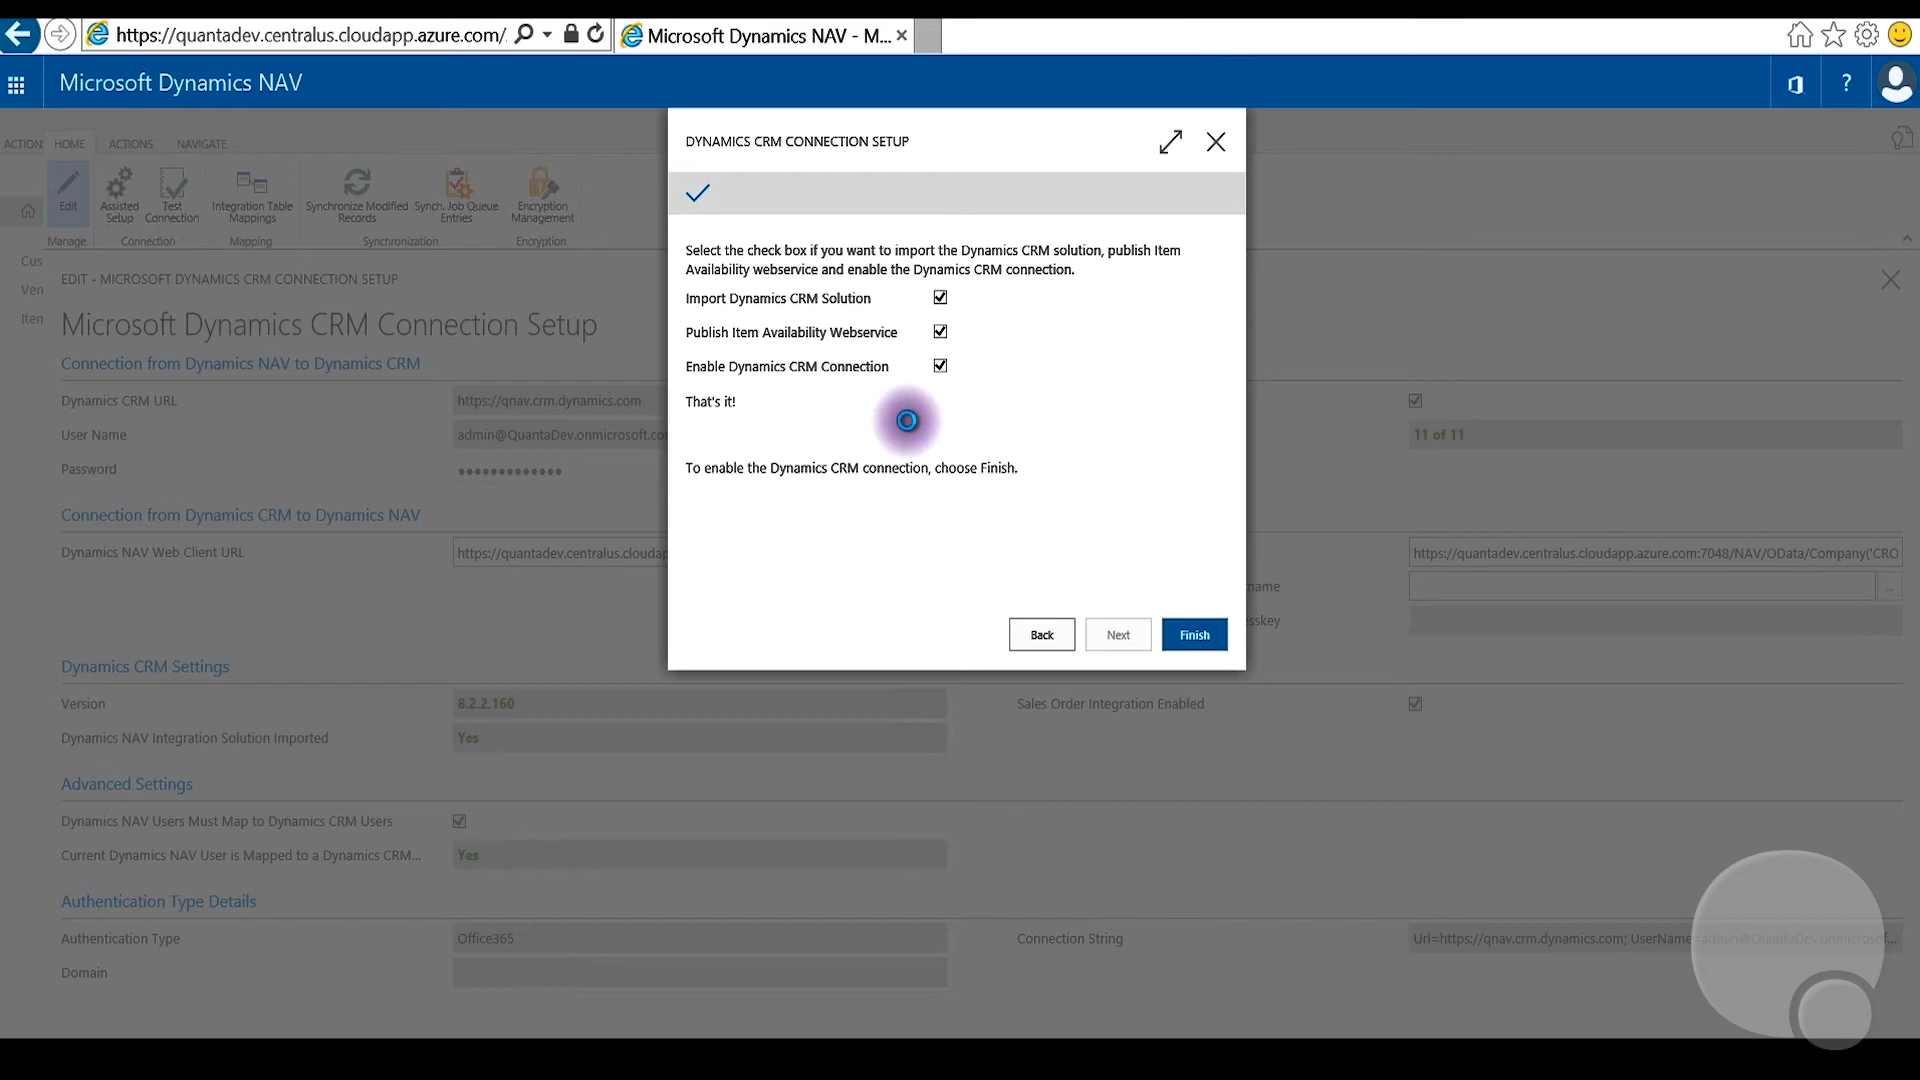 https://quantadev.centralus.cloudapp.azure.com/
Microsoft Dynamics NAV - M...
Microsoft Dynamics NAV
?
ACTION HOME ACTIONS NAVIGATE
Edit
Assisted Setup
Test Connection
Integration Table Mappings
Synchronize Modified Records
Synch. Job Queue Entries
Encryption Management
Manage Connection Mapping Synchronization Encryption
Cus
Ven
Item
EDIT - MICROSOFT DYNAMICS CRM CONNECTION SETUP
Microsoft Dynamics CRM Connection Setup
Connection from Dynamics NAV to Dynamics CRM
Dynamics CRM URL https://qnav.crm.dynamics.com
User Name admin@QuantaDev.onmicrosoft.co
11 of 11
Password •••••••••••••
Connection from Dynamics CRM to Dynamics NAV
Dynamics NAV Web Client URL https://quantadev.centralus.cloudap
https://quantadev.centralus.cloudapp.azure.com:7048/NAV/OData/Company('CRO
name
...
sskey
DYNAMICS CRM CONNECTION SETUP
Select the check box if you want to import the Dynamics CRM solution, publish Item
Availability webservice and enable the Dynamics CRM connection.
Import Dynamics CRM Solution
Publish Item Availability Webservice
Enable Dynamics CRM Connection
That's it!
To enable the Dynamics CRM connection, choose Finish.
Back Next Finish
Dynamics CRM Settings
Version 8.2.2.160 Sales Order Integration Enabled
Dynamics NAV Integration Solution Imported Yes
Advanced Settings
Dynamics NAV Users Must Map to Dynamics CRM Users
Current Dynamics NAV User is Mapped to a Dynamics CRM... Yes
Authentication Type Details
Authentication Type Office365 Connection String Url=https://qnav.crm.dynamics.com; UserName=admin@QuantaDev.onmicrosof...
Domain